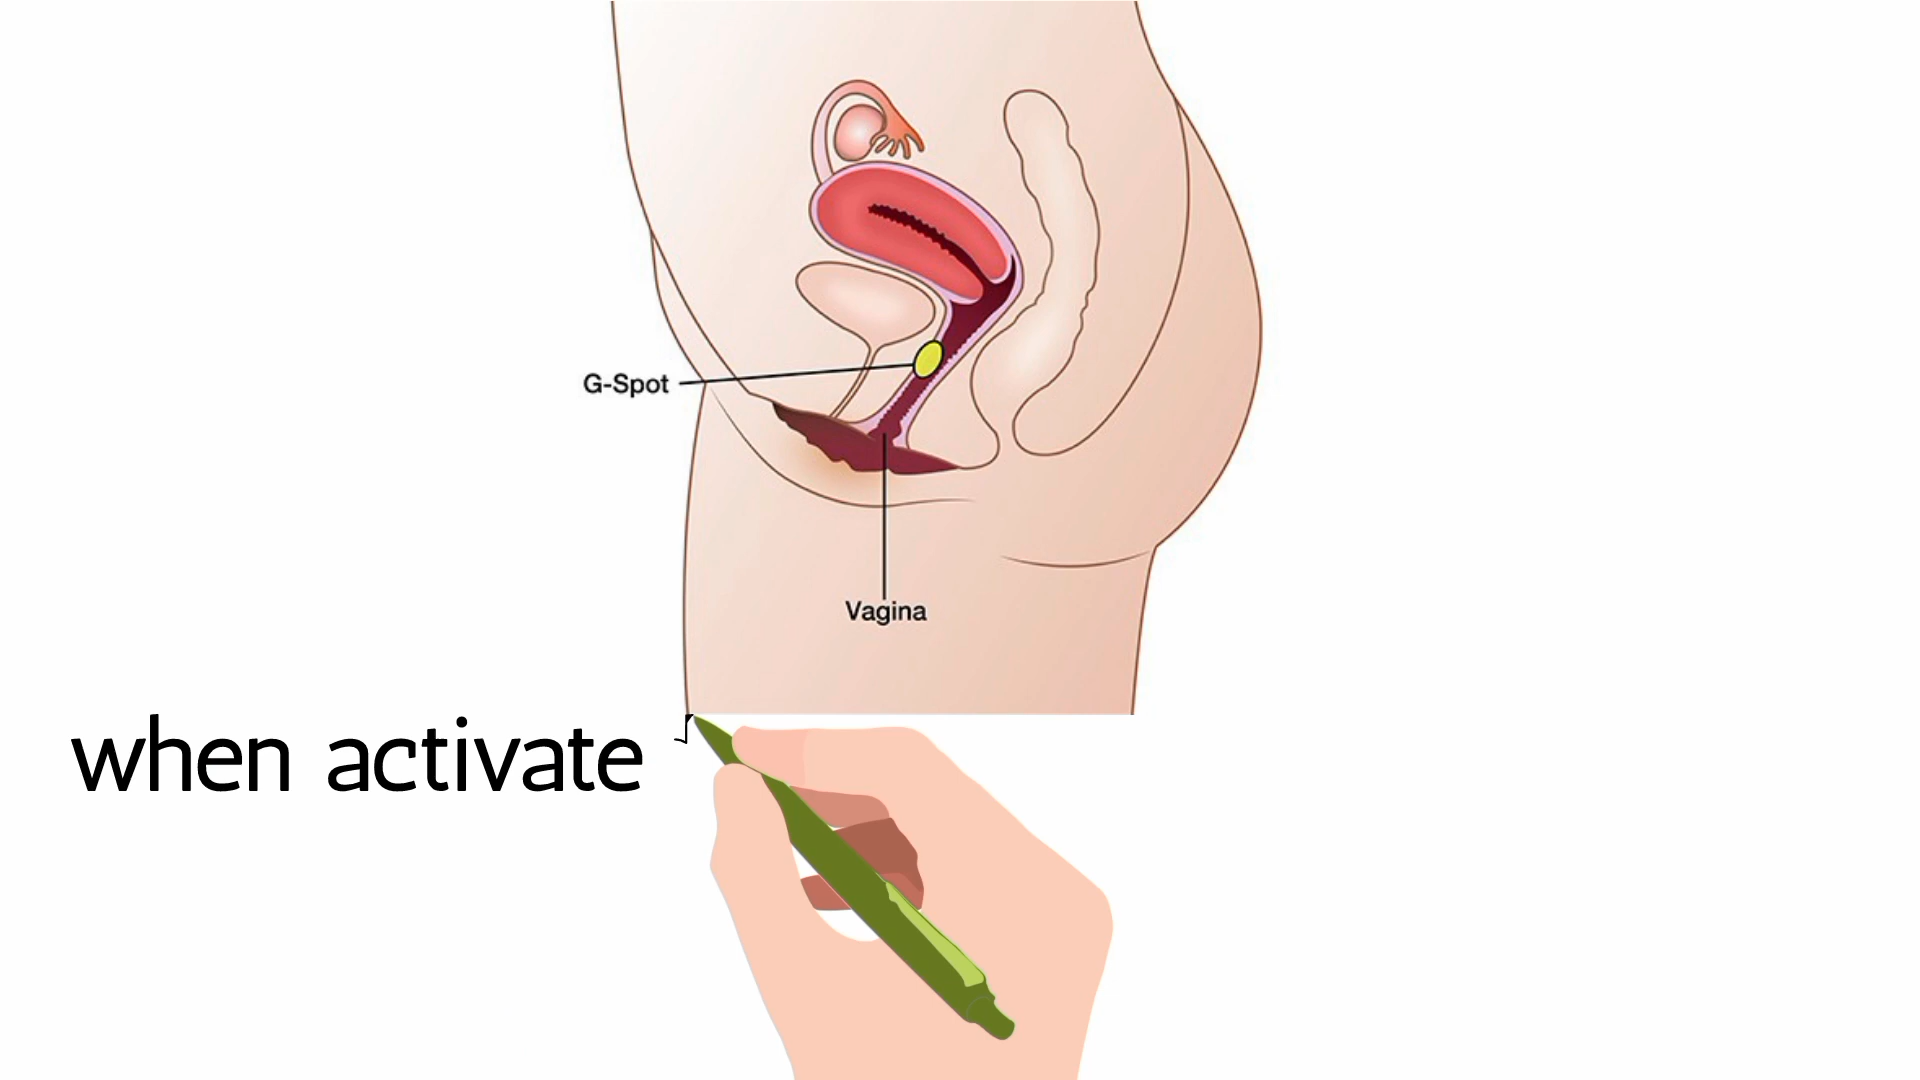 G-Spot
Vagina
when activate